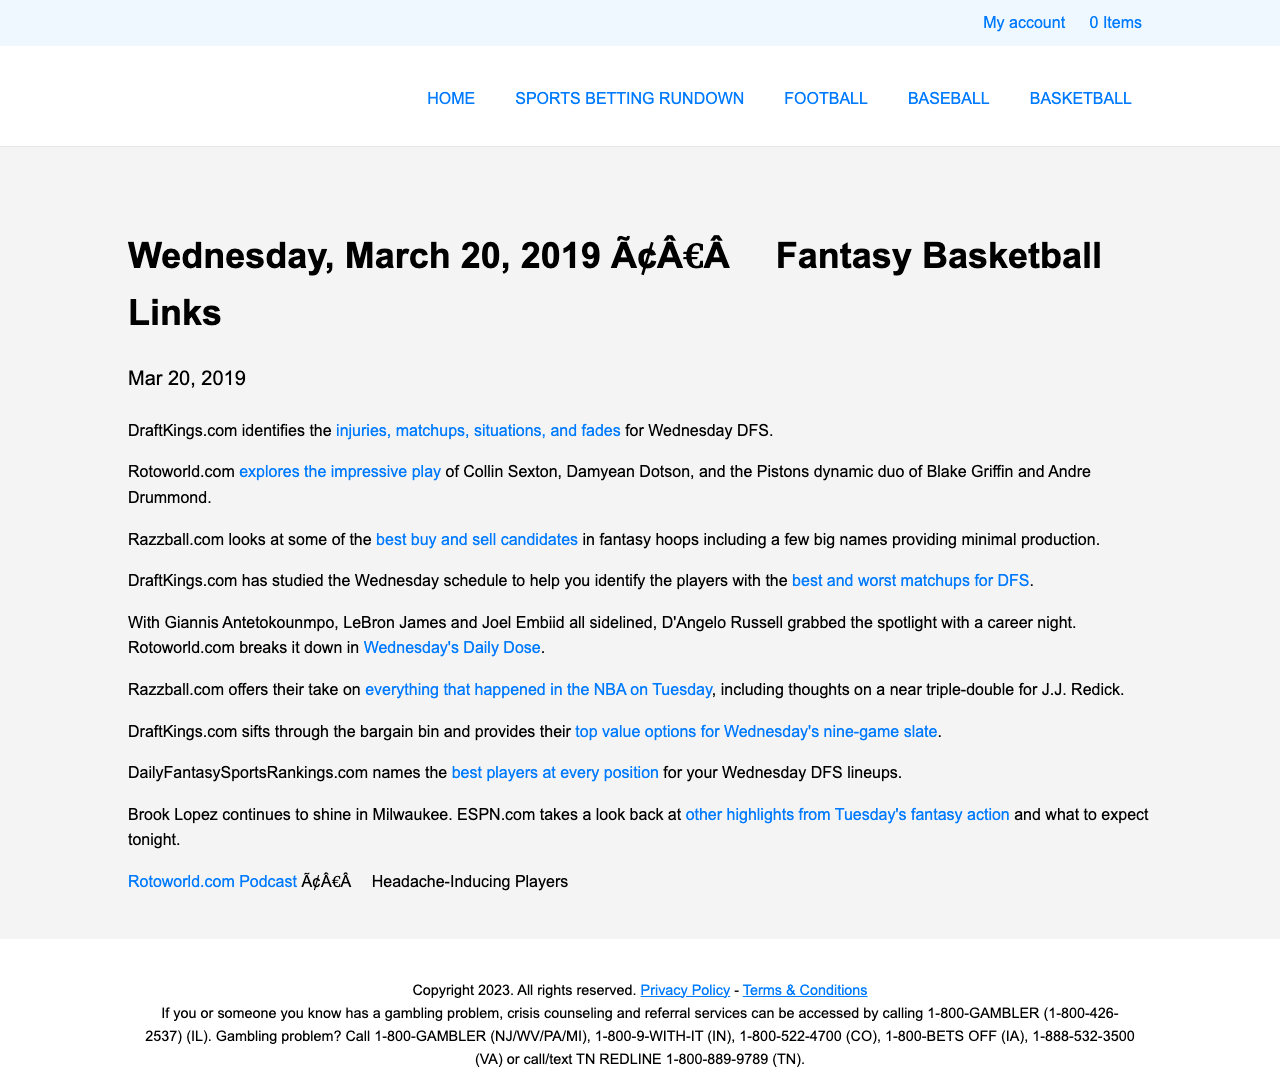 My account 0 Items
HOME SPORTS BETTING RUNDOWN FOOTBALL BASEBALL BASKETBALL
Wednesday, March 20, 2019 Ã¢Â€Â Fantasy Basketball
Links
Mar 20, 2019
DraftKings.com identifies the injuries, matchups, situations, and fades for Wednesday DFS.
Rotoworld.com explores the impressive play of Collin Sexton, Damyean Dotson, and the Pistons dynamic duo of Blake Griffin and Andre
Drummond.
Razzball.com looks at some of the best buy and sell candidates in fantasy hoops including a few big names providing minimal production.
DraftKings.com has studied the Wednesday schedule to help you identify the players with the best and worst matchups for DFS.
With Giannis Antetokounmpo, LeBron James and Joel Embiid all sidelined, D'Angelo Russell grabbed the spotlight with a career night.
Rotoworld.com breaks it down in Wednesday's Daily Dose.
Razzball.com offers their take on everything that happened in the NBA on Tuesday, including thoughts on a near triple-double for J.J. Redick.
DraftKings.com sifts through the bargain bin and provides their top value options for Wednesday's nine-game slate.
DailyFantasySportsRankings.com names the best players at every position for your Wednesday DFS lineups.
Brook Lopez continues to shine in Milwaukee. ESPN.com takes a look back at other highlights from Tuesday's fantasy action and what to expect
tonight.
Rotoworld.com Podcast Ã¢Â€Â Headache-Inducing Players
Copyright 2023. All rights reserved. Privacy Policy - Terms & Conditions
If you or someone you know has a gambling problem, crisis counseling and referral services can be accessed by calling 1-800-GAMBLER (1-800-426-
2537) (IL). Gambling problem? Call 1-800-GAMBLER (NJ/WV/PA/MI), 1-800-9-WITH-IT (IN), 1-800-522-4700 (CO), 1-800-BETS OFF (IA), 1-888-532-3500
(VA) or call/text TN REDLINE 1-800-889-9789 (TN).